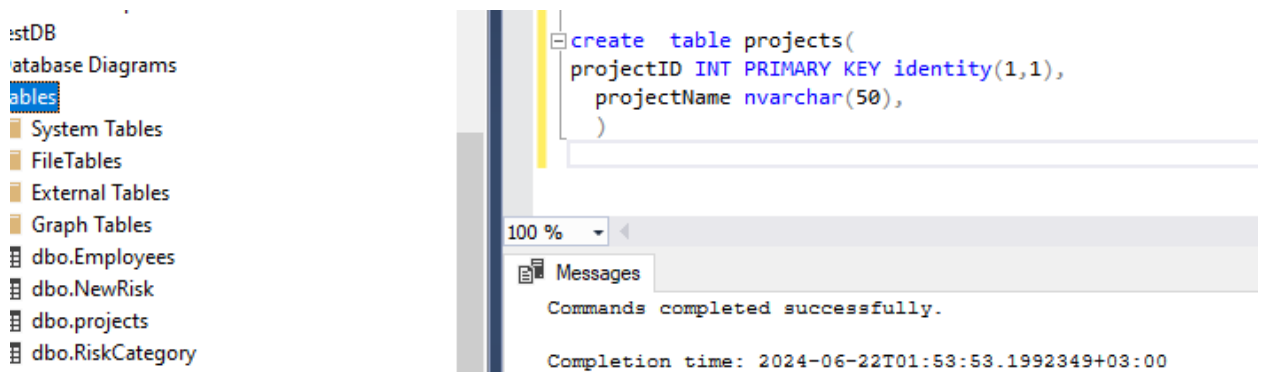 estDB
atabase Diagrams
ables
System Tables
FileTables
External Tables
Graph Tables
dbo.Employees
dbo.NewRisk
dbo.projects
dbo.RiskCategory
create  table projects(
projectID INT PRIMARY KEY identity(1,1),
projectName nvarchar(50),
)
100 %
Messages
Commands completed successfully.
Completion time: 2024-06-22T01:53:53.1992349+03:00